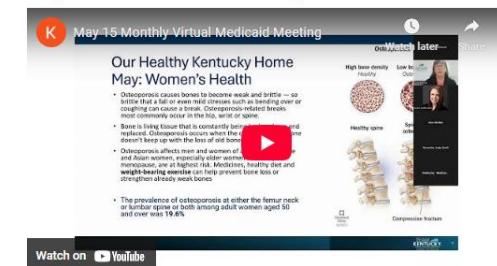 K
May 15 Monthly Virtual Medicaid Meeting
Watch later
Share
Our Healthy Kentucky Home
May: Women's Health
• Osteoporosis causes bones to become weak and brittle — so
brittle that a fall or even mild stresses such as bending over or
coughing can cause a break. Osteoporosis-related breaks
most commonly occur in the hip, wrist or spine.
• Bone is living tissue that is constantly being
replaced. Osteoporosis occurs when the
doesn't keep up with the loss of old bone
• Osteoporosis affects men and women of
and Asian women, especially older women
menopause, are at highest risk. Medicines, healthy diet and
weight-bearing exercise can help prevent bone loss or
strengthen already weak bones
• The prevalence of osteoporosis at either the femur neck
or lumbar spine or both among adult women aged 50
and over was 19.6%
High bone density
Healthy
Healthy spine
Compression fracture
KENTUCKY
Watch on YouTube